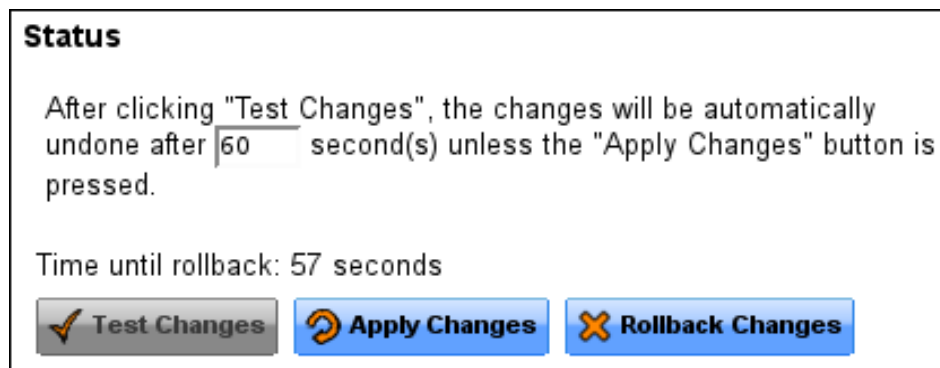 Status
After clicking "Test Changes", the changes will be automatically
undone after 60 second(s) unless the "Apply Changes" button is
pressed.
Time until rollback: 57 seconds
Test Changes Apply Changes Rollback Changes